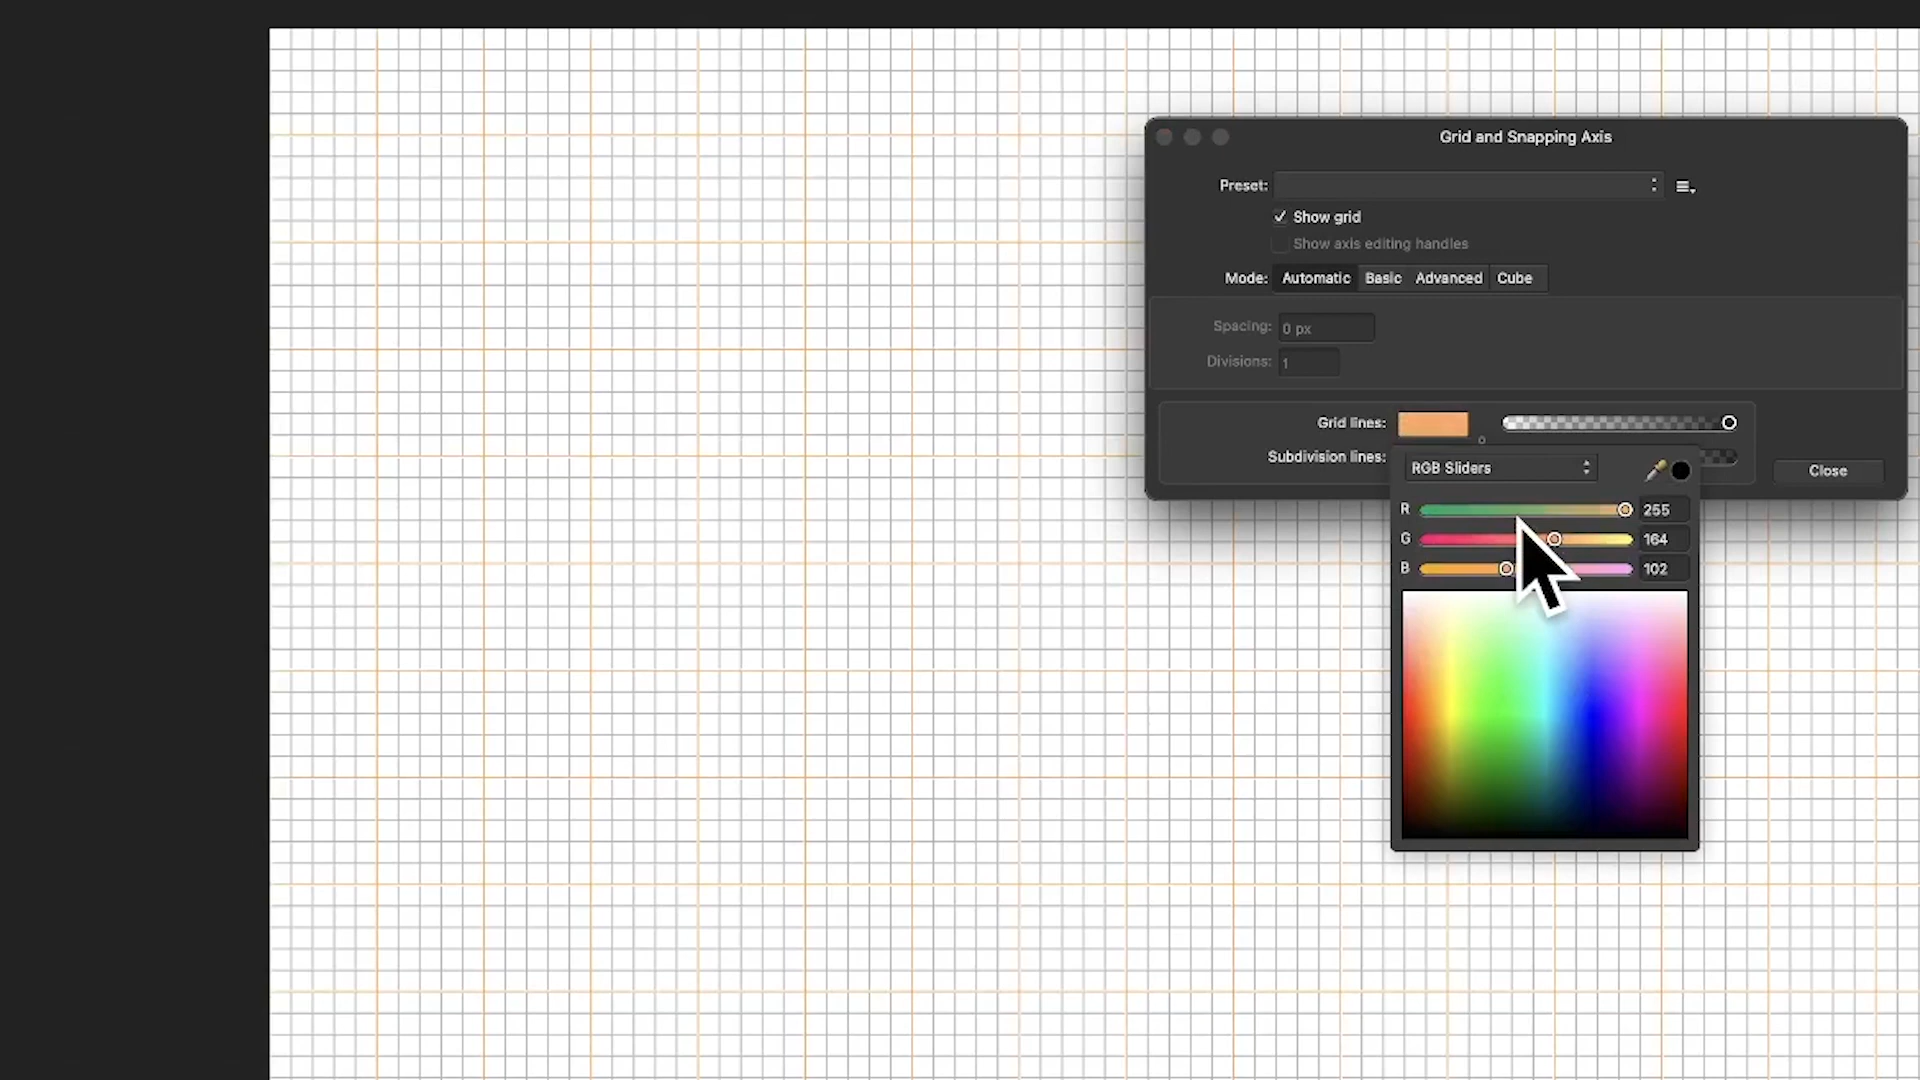 Grid and Snapping Axis
Preset:
Show grid
Show axis editing handles
Mode: Automatic Basic Advanced Cube
Spacing: 0 px
Divisions: 1
Grid lines:
Subdivision lines:
Close
RGB Sliders
R 255
G 164
B 102